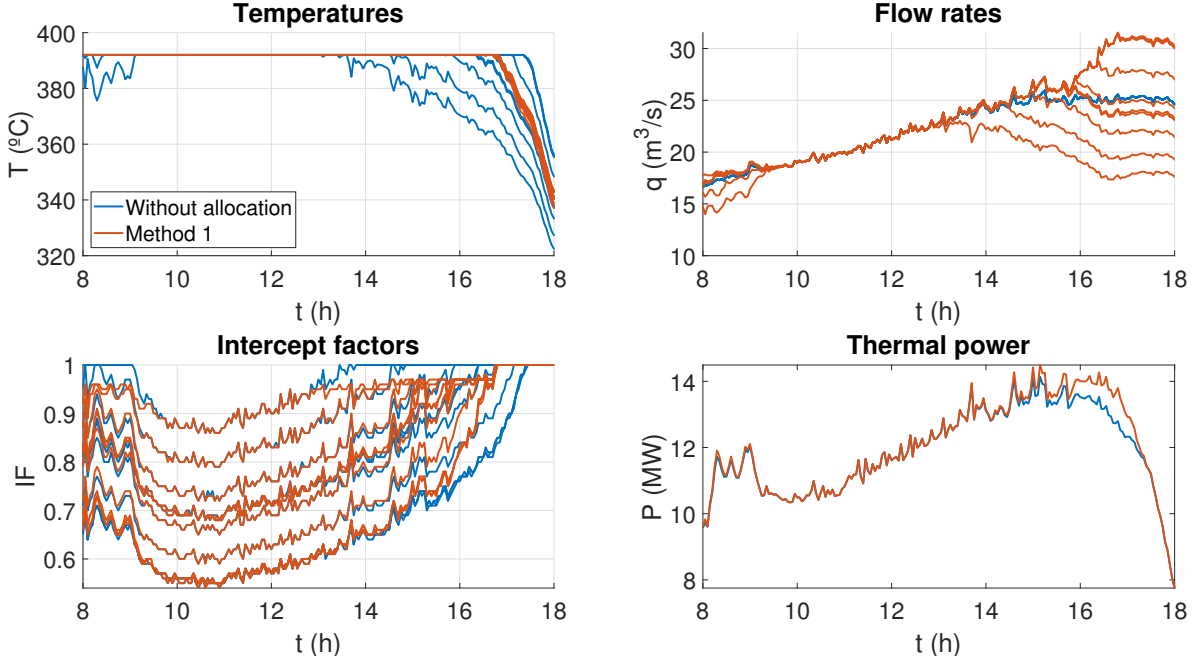 Temperatures
400
380
360
340
320
T (ºC)
Without allocation
Method 1
8 10 12 14 16 18
t (h)
Flow rates
30
25
20
15
10
q (m³/s)
8 10 12 14 16 18
t (h)
Intercept factors
1
0.9
0.8
0.7
0.6
IF
8 10 12 14 16 18
t (h)
Thermal power
14
12
10
8
P (MW)
8 10 12 14 16 18
t (h)